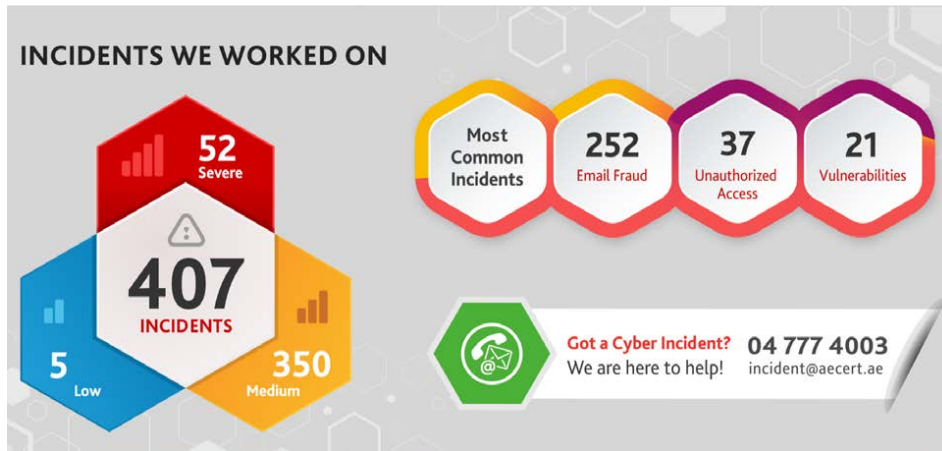 INCIDENTS WE WORKED ON
52
Severe
407
INCIDENTS
5
Low
350
Medium
Most
Common
Incidents
252
Email Fraud
37
Unauthorized
Access
21
Vulnerabilities
@
Got a Cyber Incident?
We are here to help!
04 777 4003
incident@aecert.ae